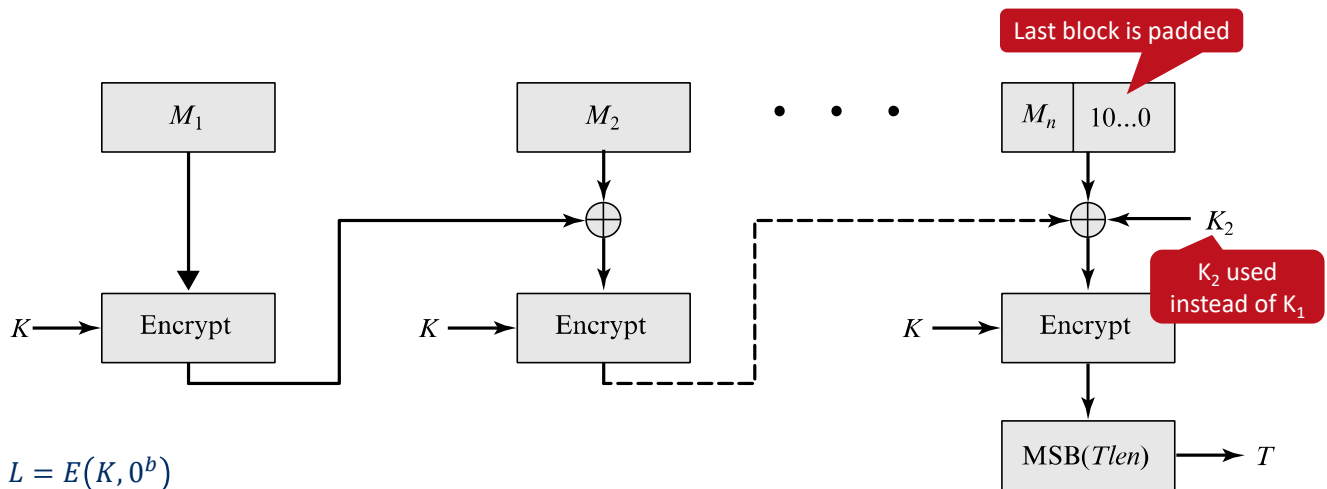 Last block is padded
M₁
M₂
• • •
Mₙ
10...0
K₂
K₂ used
instead of K₁
K
Encrypt
K
Encrypt
K
Encrypt
MSB(Tlen)
T
L = E(K, 0ᵇ)